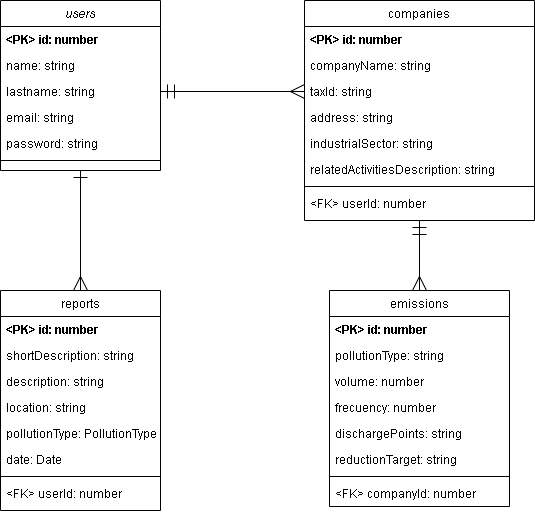 users
<PK> id: number
name: string
lastname: string
email: string
password: string
companies
<PK> id: number
companyName: string
taxId: string
address: string
industrialSector: string
relatedActivitiesDescription: string
<FK> userId: number
reports
<PK> id: number
shortDescription: string
description: string
location: string
pollutionType: PollutionType
date: Date
<FK> userId: number
emissions
<PK> id: number
pollutionType: string
volume: number
frecuency: number
dischargePoints: string
reductionTarget: string
<FK> companyId: number